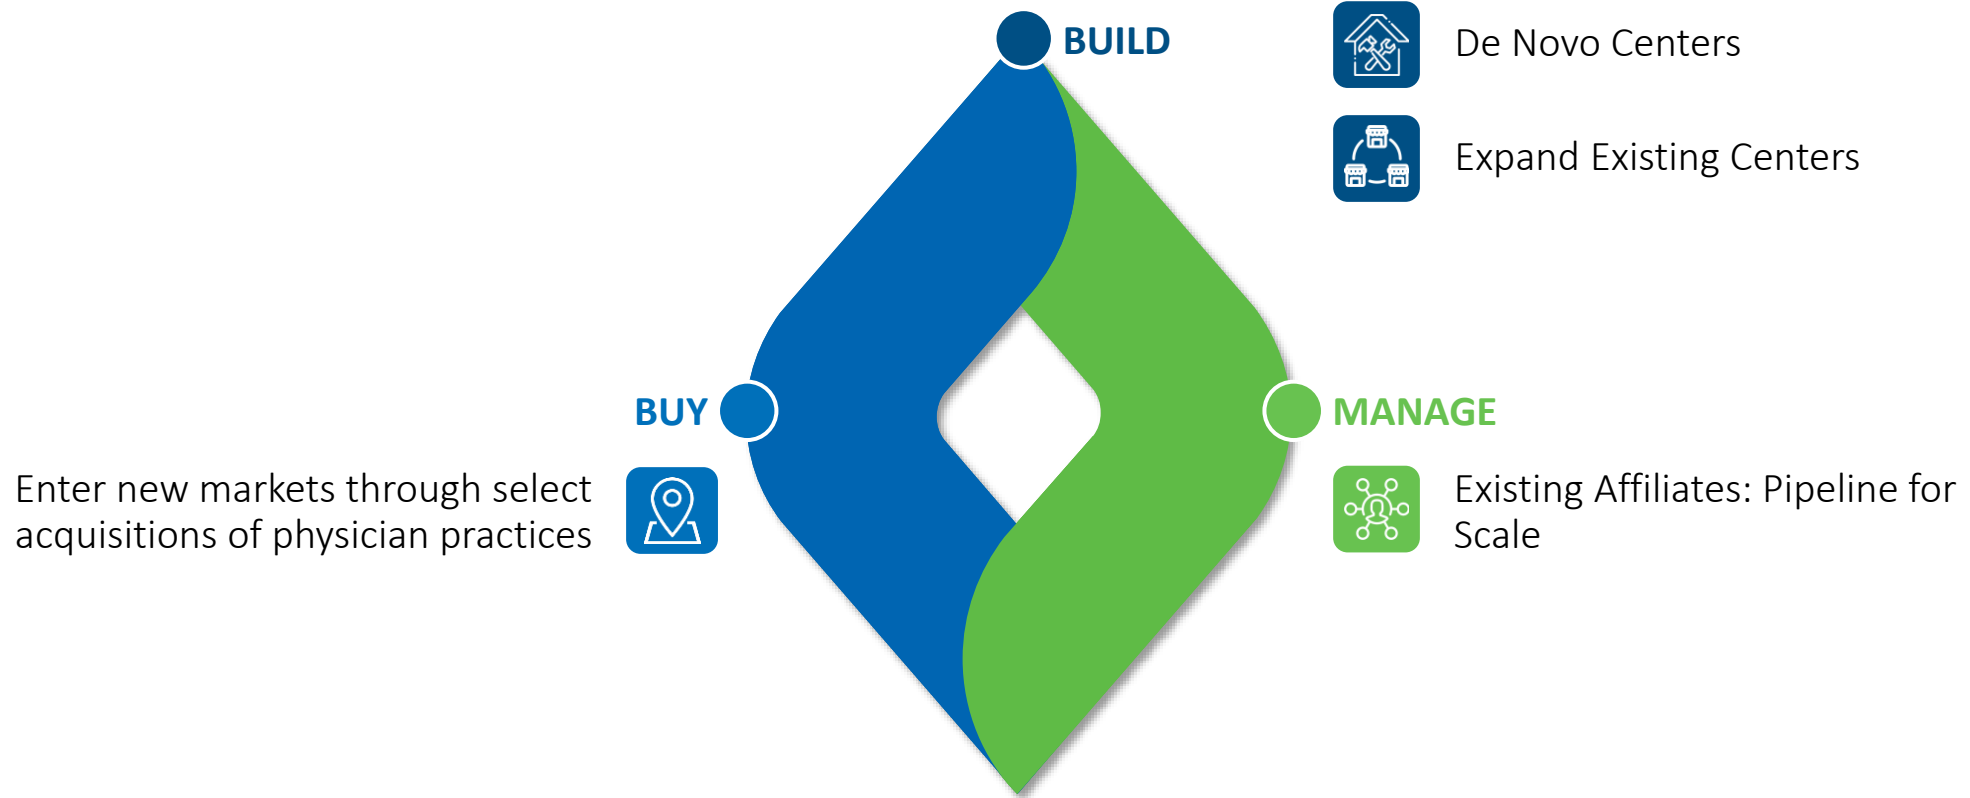 BUILD
De Novo Centers
Expand Existing Centers
BUY
Enter new markets through select
acquisitions of physician practices
MANAGE
Existing Affiliates: Pipeline for
Scale